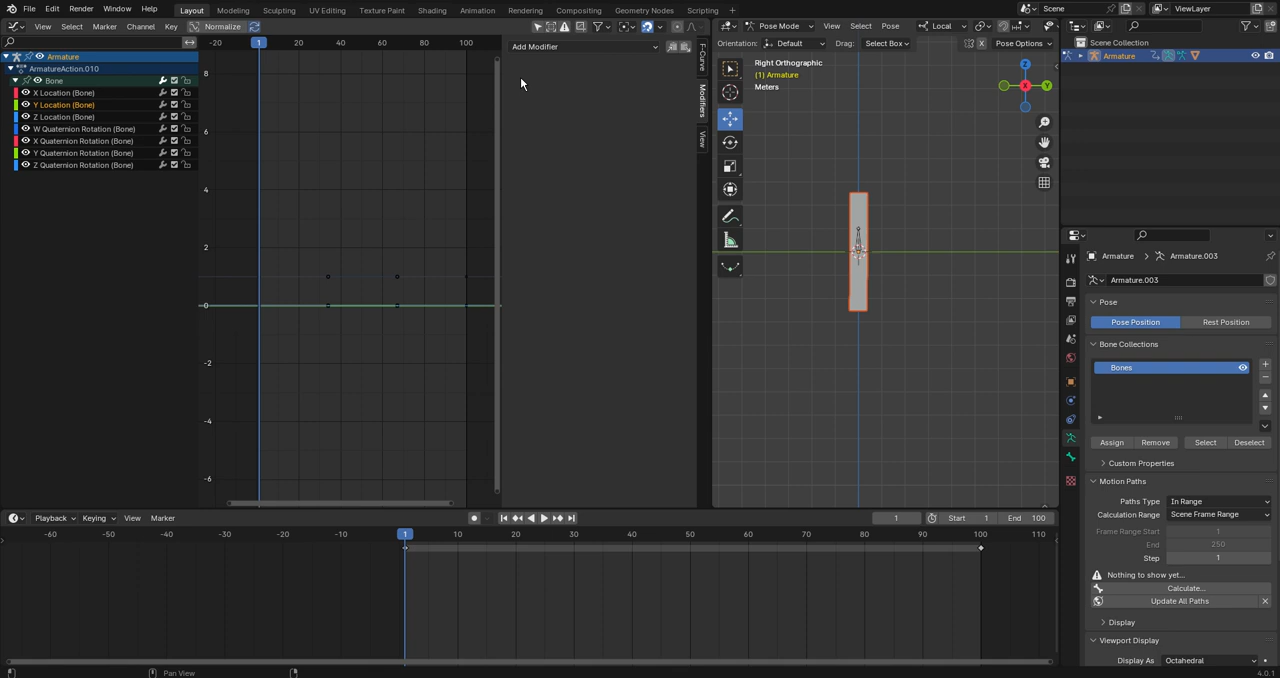 File Edit Render Window Help Layout Modeling Sculpting UV Editing Texture Paint Shading Animation Rendering Compositing Geometry Nodes Scripting + Scene ViewLayer
View Select Marker Channel Key Normalize Pose Mode View Select Pose Local
-20 1 20 40 60 80 100
Add Modifier
F-Curve
Modifiers
View
Orientation: Default Drag: Select Box X Pose Options
Scene Collection
Armature
Armature
ArmatureAction.010
Bone
X Location (Bone)
Y Location (Bone)
Z Location (Bone)
W Quaternion Rotation (Bone)
X Quaternion Rotation (Bone)
Y Quaternion Rotation (Bone)
Z Quaternion Rotation (Bone)
8
6
4
2
0
-2
-4
-6
Right Orthographic
(1) Armature
Meters
Z
X
Y
Armature Armature.003
Armature.003
Pose
Pose Position Rest Position
Bone Collections
Bones
Assign Remove Select Deselect
Custom Properties
Motion Paths
Paths Type In Range
Calculation Range Scene Frame Range
Frame Range Start 1
End 250
Step 1
Nothing to show yet...
Calculate...
Update All Paths
Display
Viewport Display
Display As Octahedral
Playback Keying View Marker 1 Start 1 End 100
-60 -50 -40 -30 -20 -10 1 10 20 30 40 50 60 70 80 90 100 110
Pan View
4.0.1